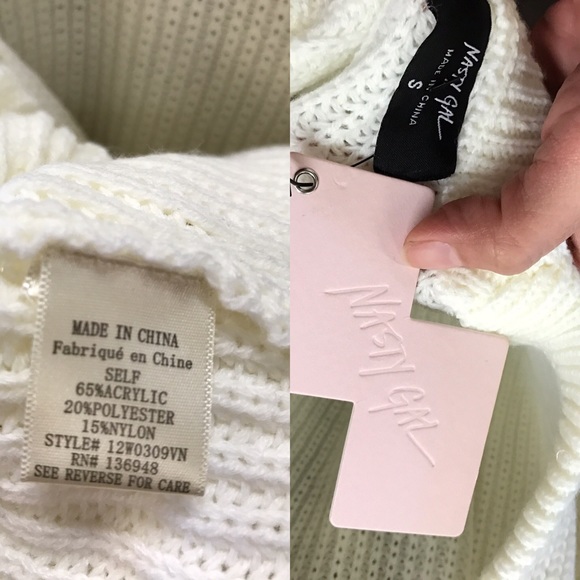 MADE IN CHINA
Fabriqué en Chine
SELF
65%ACRYLIC
20%POLYESTER
15%NYLON
STYLE# 12W0309VN
RN# 136948
SEE REVERSE FOR CARE
NASTY GAL
MADE IN CHINA
S
NASTY GAL